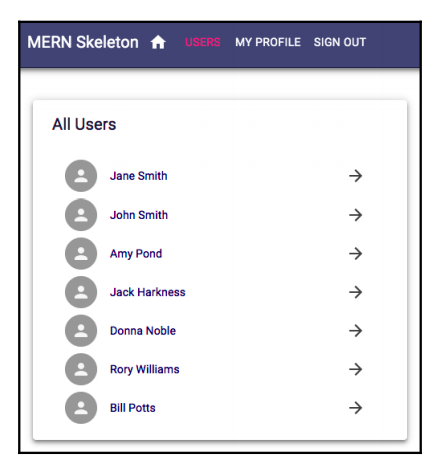 MERN Skeleton USERS MY PROFILE SIGN OUT
All Users
Jane Smith
John Smith
Amy Pond
Jack Harkness
Donna Noble
Rory Williams
Bill Potts